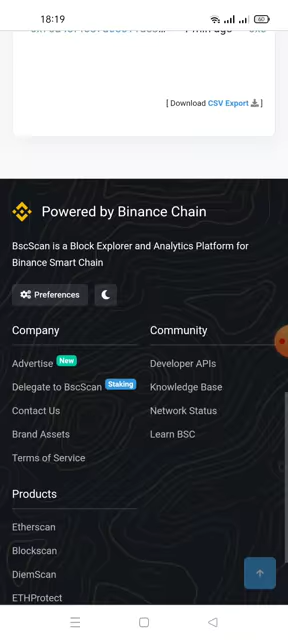 18:19
60
[ Download CSV Export ]
Powered by Binance Chain
BscScan is a Block Explorer and Analytics Platform for
Binance Smart Chain
Preferences
Company
Community
Advertise New
Developer APIs
Delegate to BscScan Staking
Knowledge Base
Contact Us
Network Status
Brand Assets
Learn BSC
Terms of Service
Products
Etherscan
Blockscan
DiemScan
ETHProtect